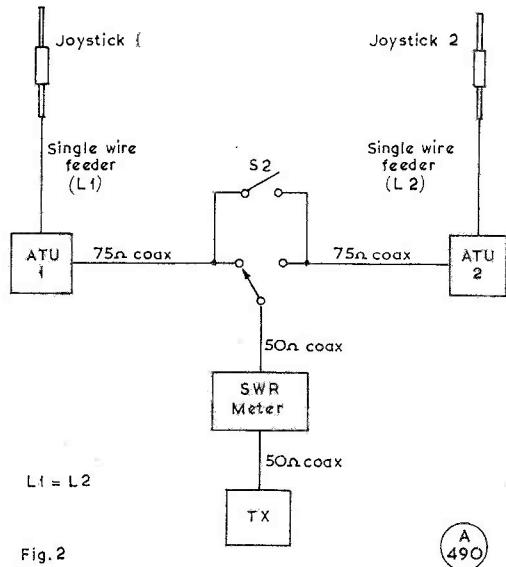 Joystick 1
Joystick 2
Single wire
feeder
(L1)
S2
Single wire
feeder
(L2)
ATU
1
75Ω coax
75Ω coax
ATU
2
50Ω coax
SWR
Meter
50Ω coax
L1 = L2
TX
Fig.2
A
490